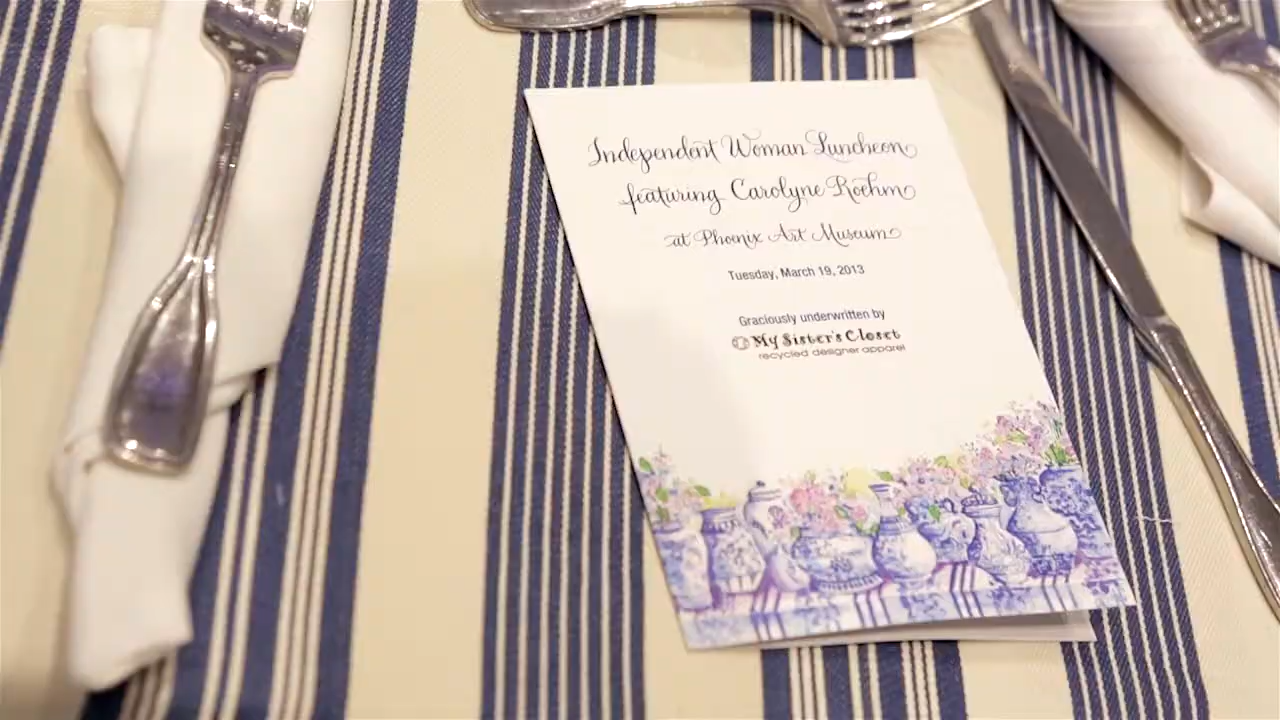 Independent Woman Luncheon
featuring Carolyne Roehm
at Phoenix Art Museum
Tuesday, March 19, 2013
Graciously underwritten by
My Sister's Closet
recycled designer apparel